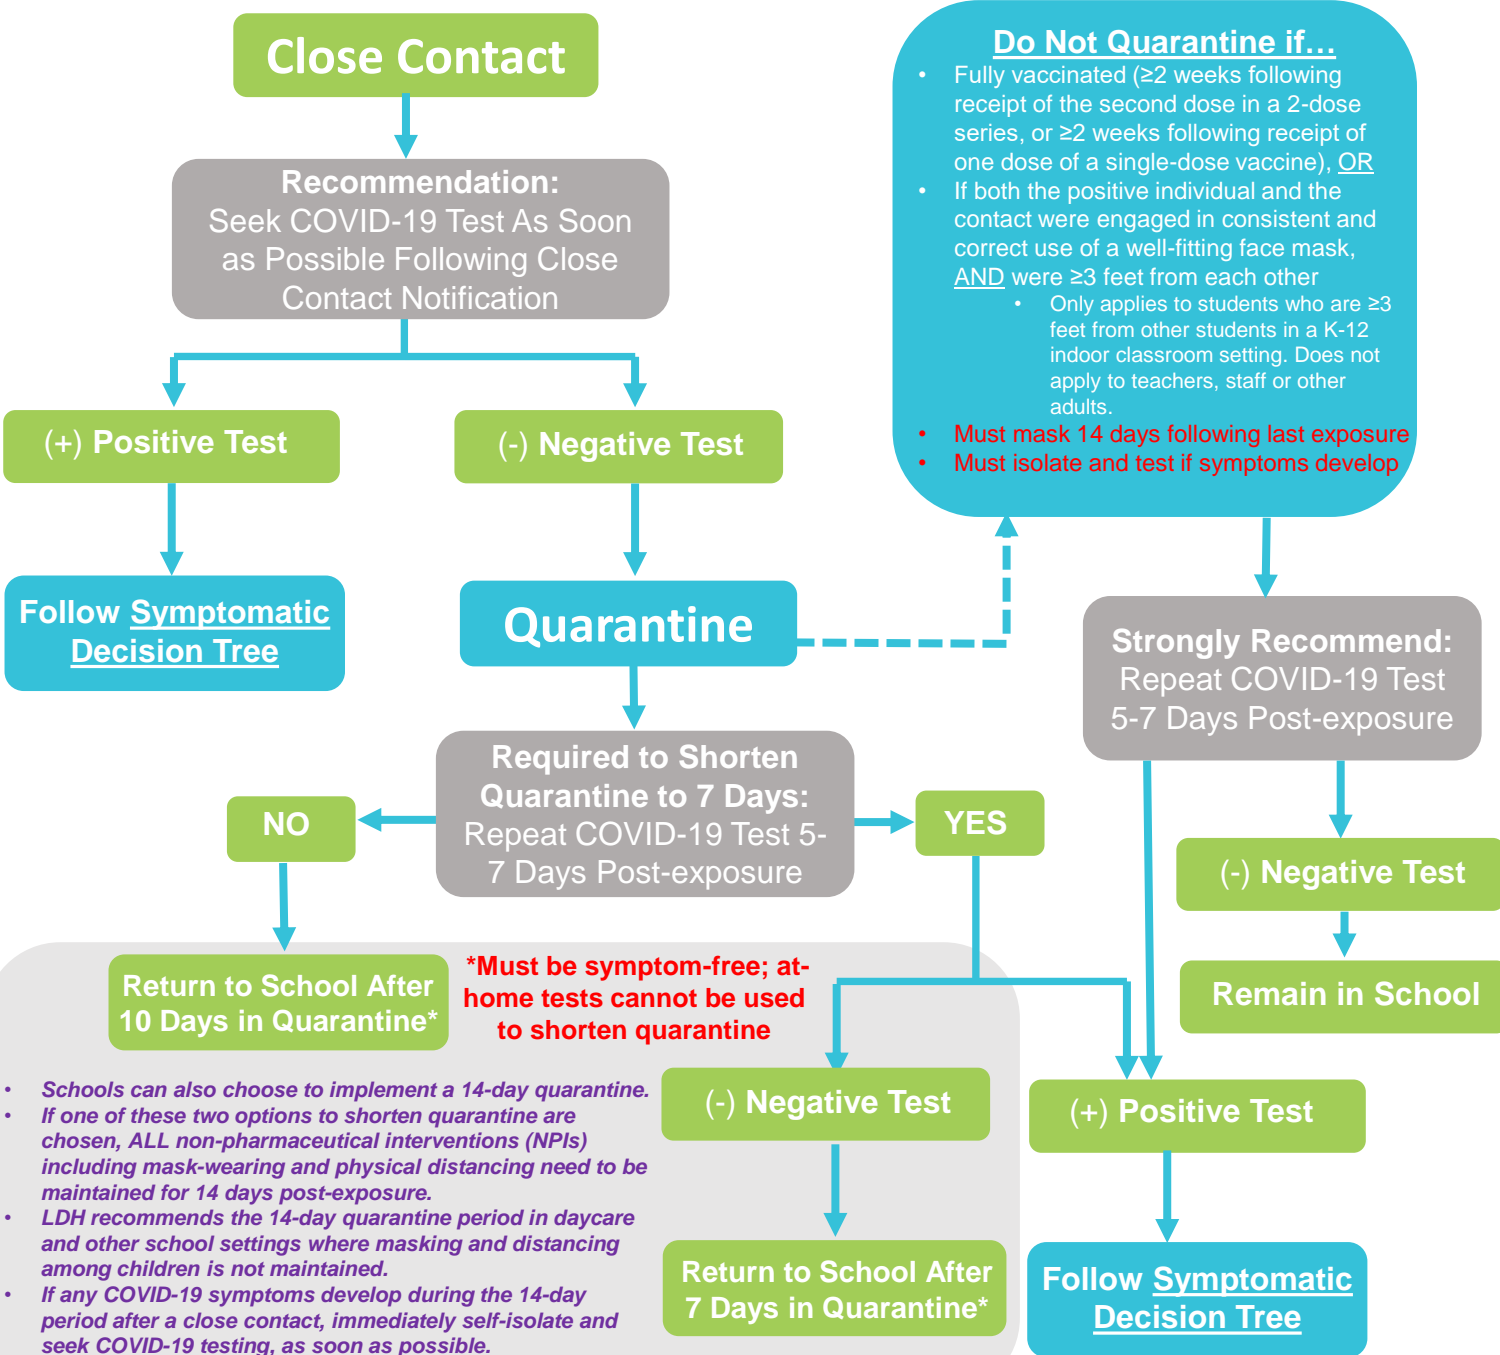 Close Contact
Recommendation:
Seek COVID-19 Test As Soon
as Possible Following Close
Contact Notification
(+) Positive Test
(-) Negative Test
Follow Symptomatic
Decision Tree
Quarantine
Do Not Quarantine if…
• Fully vaccinated (≥2 weeks following
receipt of the second dose in a 2-dose
series, or ≥2 weeks following receipt of
one dose of a single-dose vaccine), OR
• If both the positive individual and the
contact were engaged in consistent and
correct use of a well-fitting face mask,
AND were ≥3 feet from each other
• Only applies to students who are ≥3
feet from other students in a K-12
indoor classroom setting. Does not
apply to teachers, staff or other
adults.
• Must mask 14 days following last exposure
• Must isolate and test if symptoms develop
Strongly Recommend:
Repeat COVID-19 Test
5-7 Days Post-exposure
Required to Shorten
Quarantine to 7 Days:
Repeat COVID-19 Test 5-
7 Days Post-exposure
NO
YES
(-) Negative Test
Remain in School
Return to School After
10 Days in Quarantine*
*Must be symptom-free; at-
home tests cannot be used
to shorten quarantine
• Schools can also choose to implement a 14-day quarantine.
• If one of these two options to shorten quarantine are
chosen, ALL non-pharmaceutical interventions (NPIs)
including mask-wearing and physical distancing need to be
maintained for 14 days post-exposure.
• LDH recommends the 14-day quarantine period in daycare
and other school settings where masking and distancing
among children is not maintained.
• If any COVID-19 symptoms develop during the 14-day
period after a close contact, immediately self-isolate and
seek COVID-19 testing, as soon as possible.
(-) Negative Test
(+) Positive Test
Return to School After
7 Days in Quarantine*
Follow Symptomatic
Decision Tree